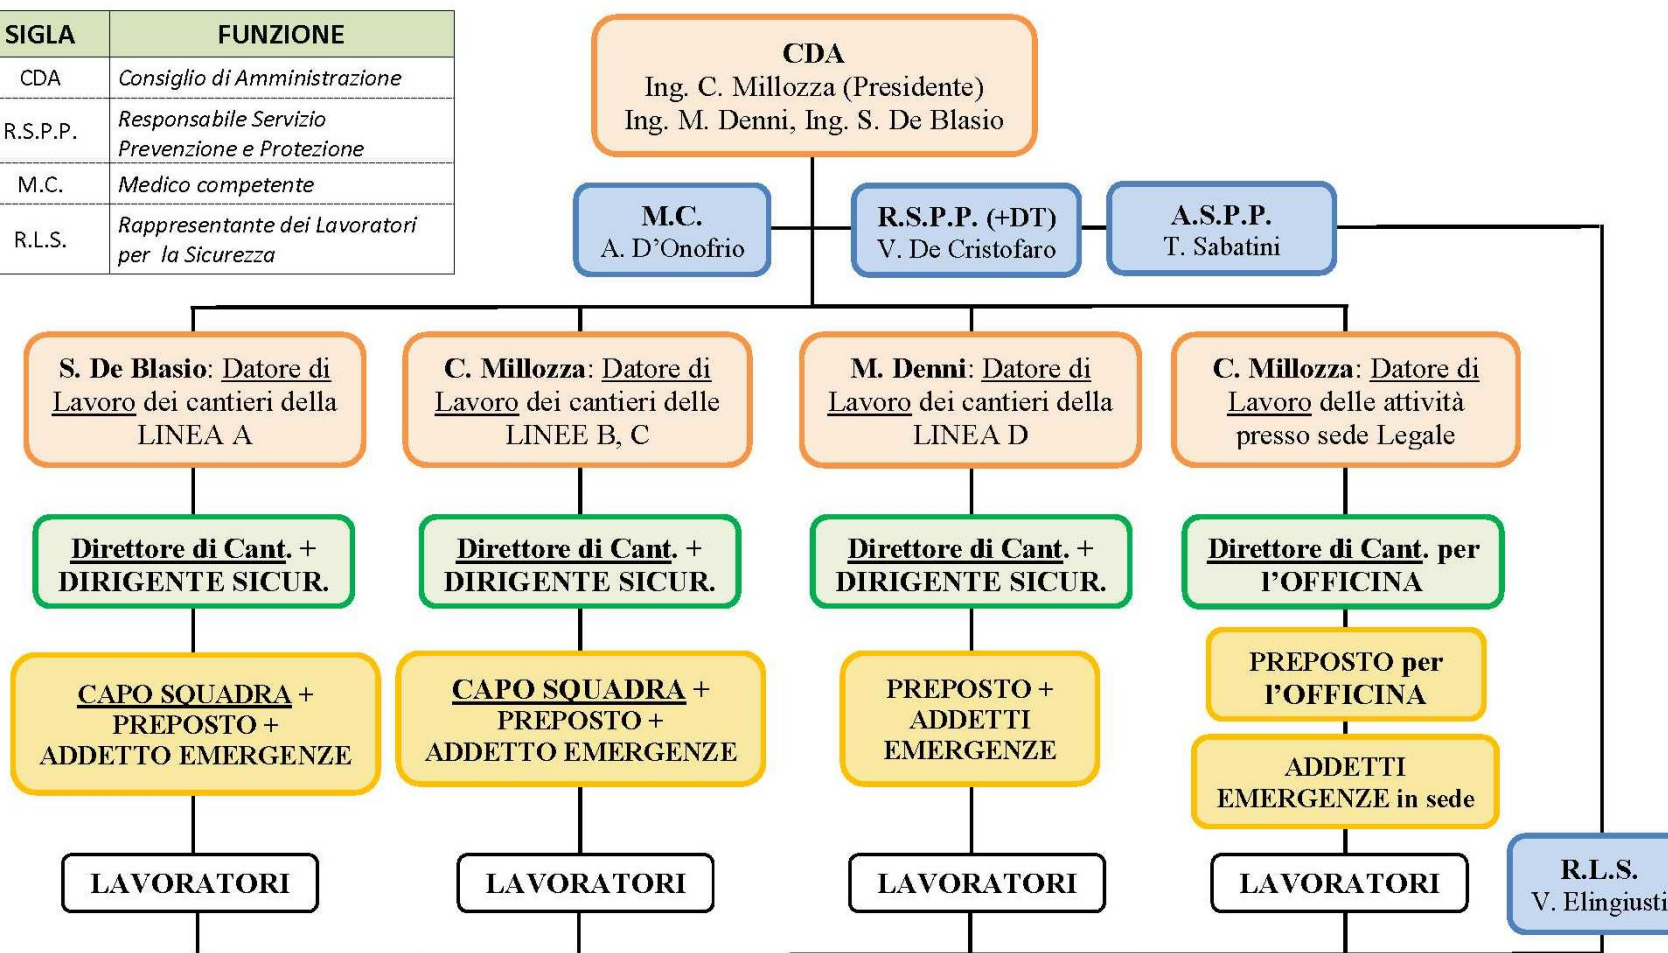 SIGLA FUNZIONE
CDA Consiglio di Amministrazione
R.S.P.P. Responsabile Servizio
Prevenzione e Protezione
M.C. Medico competente
R.L.S. Rappresentante dei Lavoratori
per la Sicurezza
CDA
Ing. C. Millozza (Presidente)
Ing. M. Denni, Ing. S. De Blasio
M.C.
A. D’Onofrio
R.S.P.P. (+DT)
V. De Cristofaro
A.S.P.P.
T. Sabatini
S. De Blasio: Datore di
Lavoro dei cantieri della
LINEA A
C. Millozza: Datore di
Lavoro dei cantieri delle
LINEE B, C
M. Denni: Datore di
Lavoro dei cantieri della
LINEA D
C. Millozza: Datore di
Lavoro delle attività
presso sede Legale
Direttore di Cant. +
DIRIGENTE SICUR.
Direttore di Cant. +
DIRIGENTE SICUR.
Direttore di Cant. +
DIRIGENTE SICUR.
Direttore di Cant. per
l’OFFICINA
CAPO SQUADRA +
PREPOSTO +
ADDETTO EMERGENZE
CAPO SQUADRA +
PREPOSTO +
ADDETTO EMERGENZE
PREPOSTO +
ADDETTI
EMERGENZE
PREPOSTO per
l’OFFICINA
ADDETTI
EMERGENZE in sede
LAVORATORI
LAVORATORI
LAVORATORI
LAVORATORI
R.L.S.
V. Elingiusti